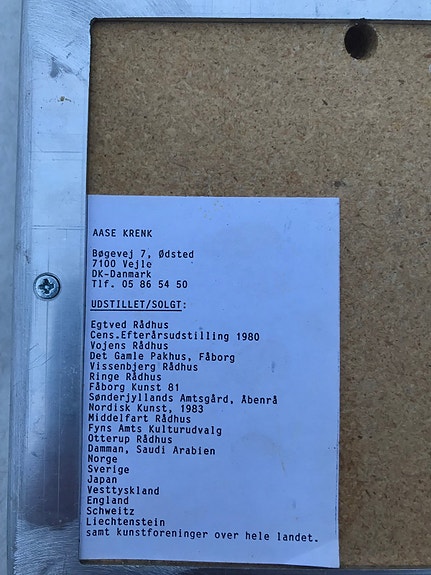 AASE KRENK
Bøgevej 7, Ødsted
7100 Vejle
DK-Danmark
Tlf. 05 86 54 50
UDSTILLET/SOLGT:
Egtved Rådhus
Cens.Efterårsudstilling 1980
Vojens Rådhus
Det Gamle Pakhus, Fåborg
Vissenbjerg Rådhus
Ringe Rådhus
Fåborg Kunst 81
Sønderjyllands Amtsgård, Åbenrå
Nordisk Kunst, 1983
Middelfart Rådhus
Fyns Amts Kulturudvalg
Otterup Rådhus
Damman, Saudi Arabien
Norge
Sverige
Japan
Vesttyskland
England
Schweitz
Liechtenstein
samt kunstforeninger over hele landet.